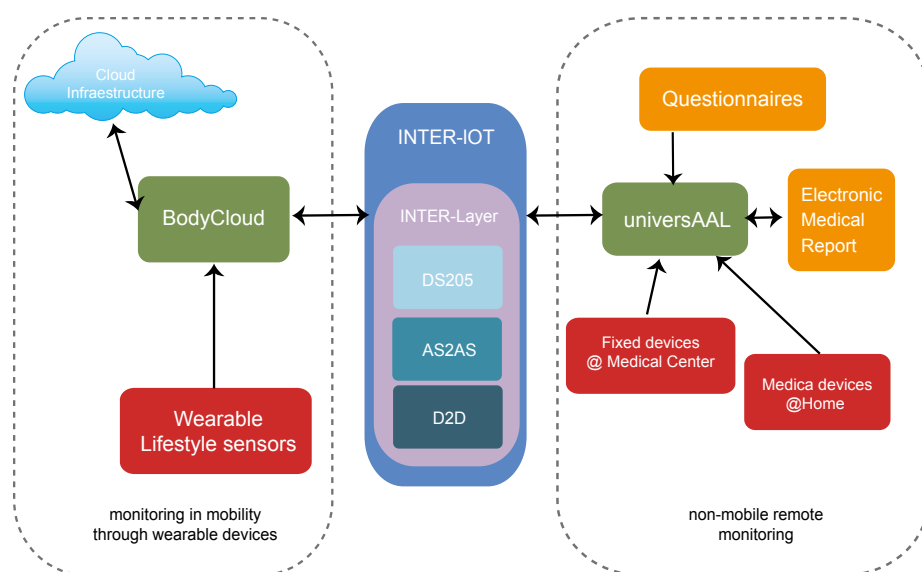 Cloud
Infraestructure
BodyCloud
Wearable
Lifestyle sensors
monitoring in mobility
through wearable devices
INTER-IOT
INTER-Layer
DS205
AS2AS
D2D
Questionnaires
universAAL
Electronic
Medical
Report
Fixed devices
@ Medical Center
Medica devices
@Home
non-mobile remote
monitoring